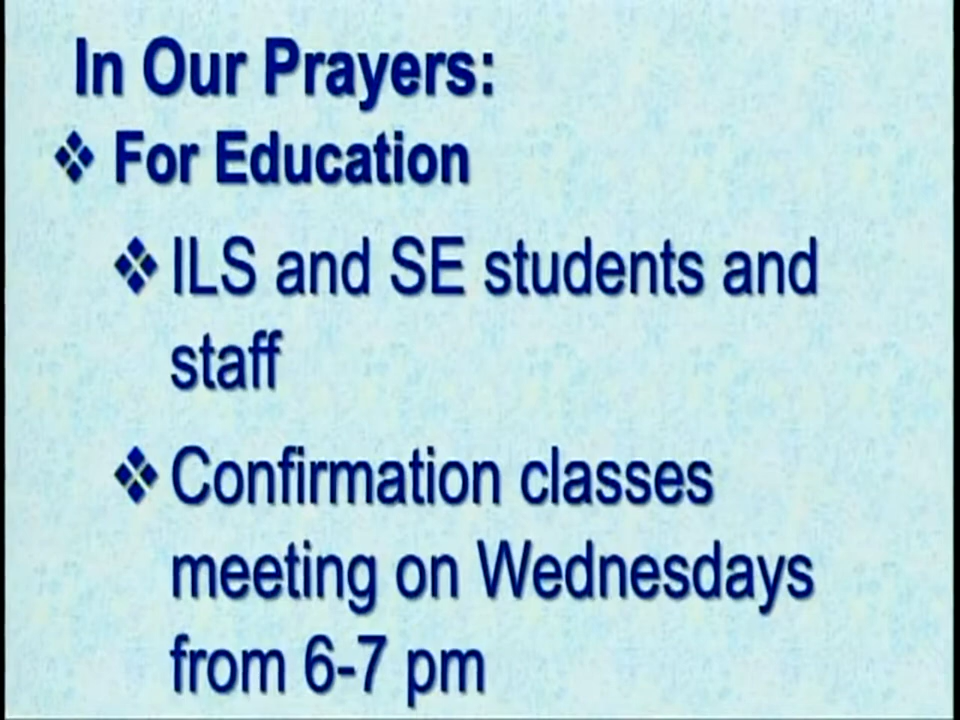 In Our Prayers:
❖ For Education
❖ ILS and SE students and
staff
❖ Confirmation classes
meeting on Wednesdays
from 6-7 pm